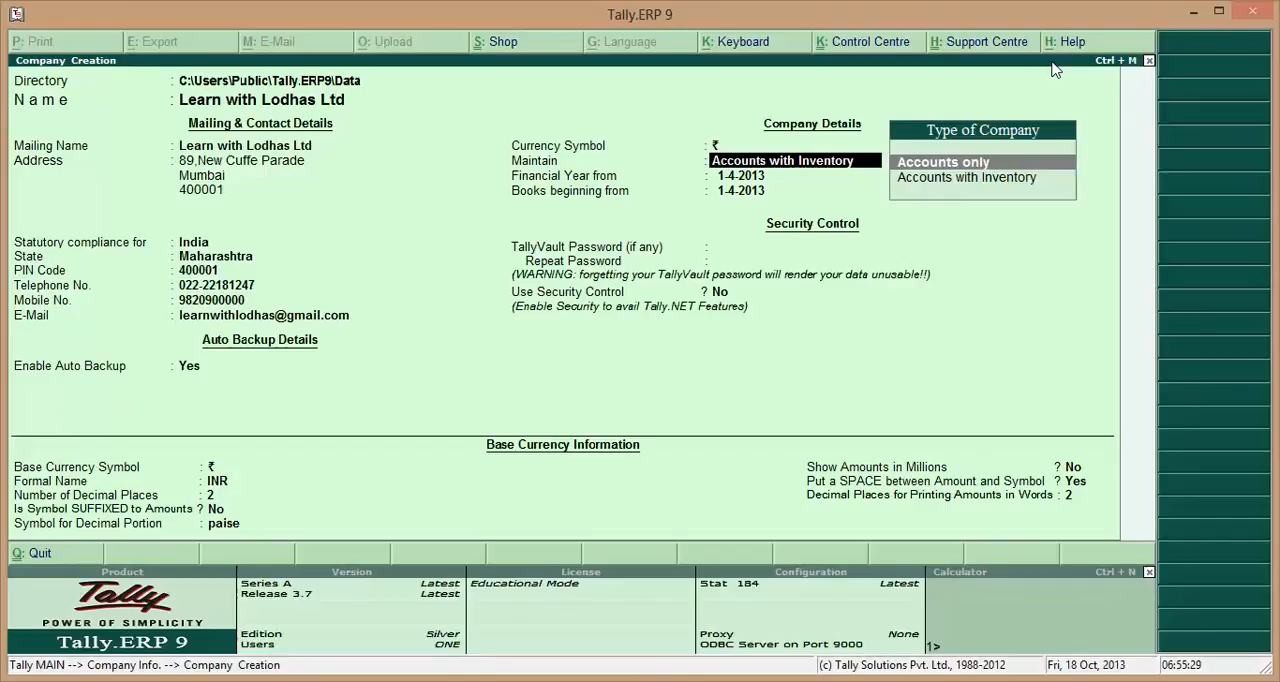 Tally.ERP 9
P: Print
E: Export
M: E-Mail
O: Upload
S: Shop
G: Language
K: Keyboard
K: Control Centre
H: Support Centre
H: Help
Company Creation
Ctrl + M
Directory : C:\Users\Public\Tally.ERP9\Data
Name : Learn with Lodhas Ltd
Mailing & Contact Details
Mailing Name : Learn with Lodhas Ltd
Address : 89,New Cuffe Parade
Mumbai
400001
Statutory compliance for : India
State : Maharashtra
PIN Code : 400001
Telephone No. : 022-22181247
Mobile No. : 9820900000
E-Mail : learnwithlodhas@gmail.com
Auto Backup Details
Enable Auto Backup : Yes
Company Details
Currency Symbol : ₹
Maintain : Accounts with Inventory
Financial Year from : 1-4-2013
Books beginning from : 1-4-2013
Type of Company
Accounts only
Accounts with Inventory
Security Control
TallyVault Password (if any) :
Repeat Password :
(WARNING: forgetting your TallyVault password will render your data unusable!!)
Use Security Control ? No
(Enable Security to avail Tally.NET Features)
Base Currency Information
Base Currency Symbol : ₹
Formal Name : INR
Number of Decimal Places : 2
Is Symbol SUFFIXED to Amounts ? No
Symbol for Decimal Portion : paise
Show Amounts in Millions ? No
Put a SPACE between Amount and Symbol ? Yes
Decimal Places for Printing Amounts in Words : 2
Q: Quit
Product
Tally
POWER OF SIMPLICITY
Tally.ERP 9
Version
Series A Latest
Release 3.7 Latest
Edition Silver
Users ONE
License
Educational Mode
Configuration
Stat 184 Latest
Proxy None
ODBC Server on Port 9000
Calculator
Ctrl + N
1>
Tally MAIN --> Company Info. --> Company Creation
(c) Tally Solutions Pvt. Ltd., 1988-2012
Fri, 18 Oct, 2013
06:55:29